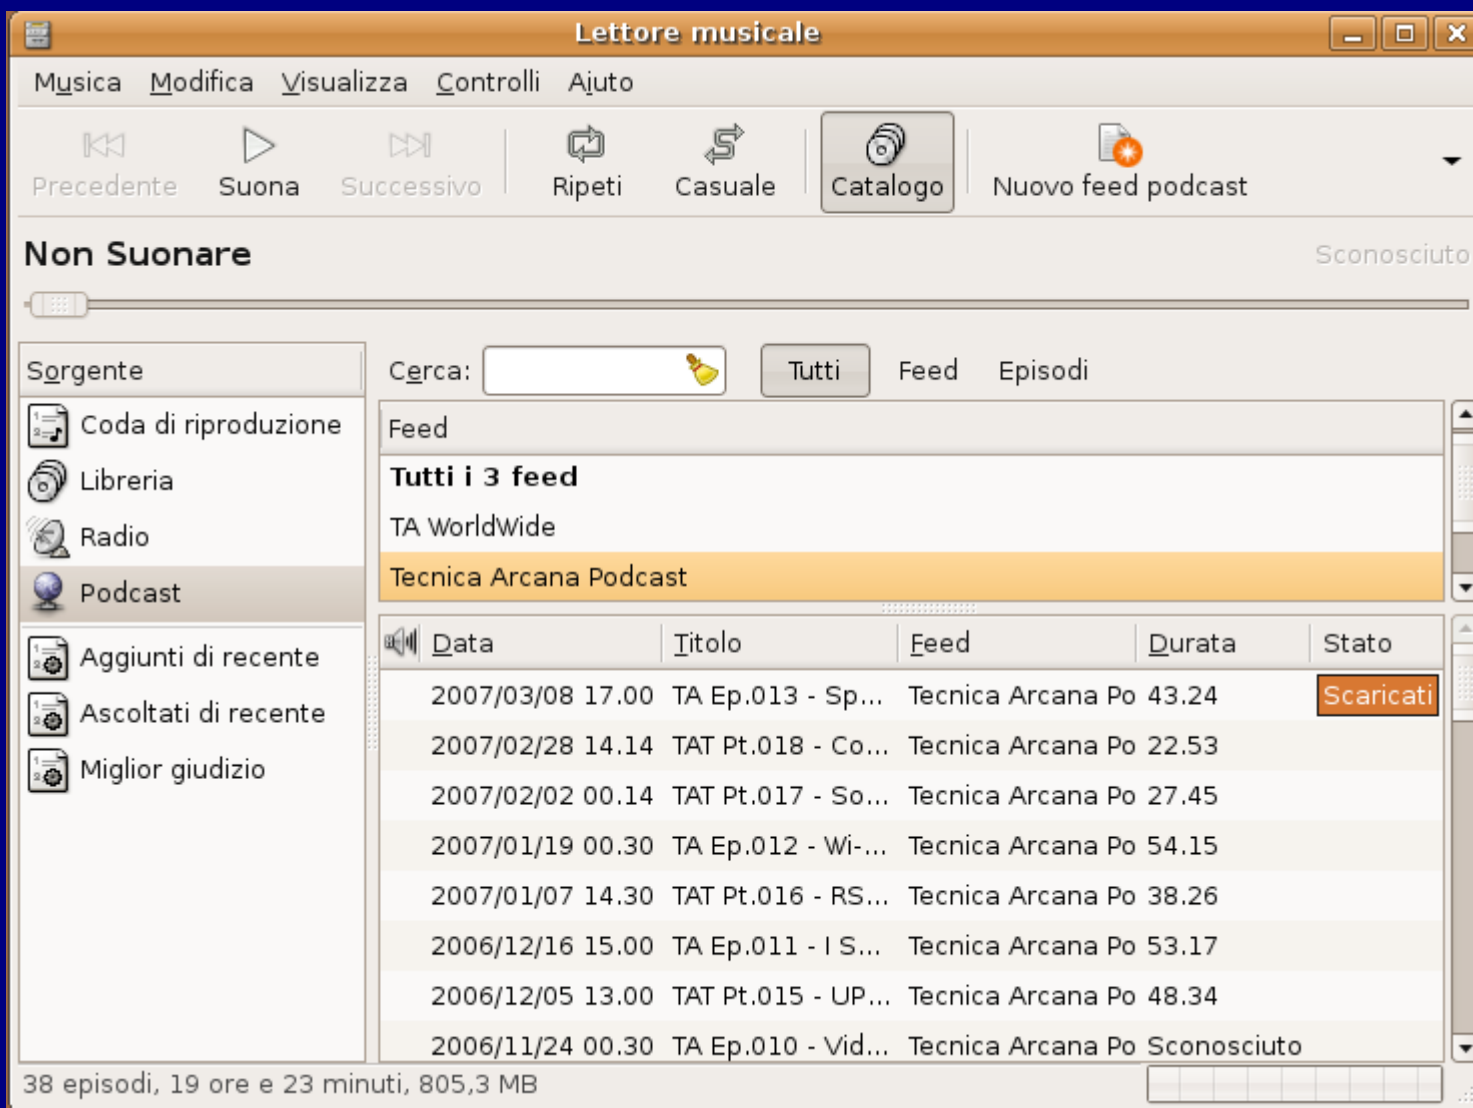 Lettore musicale
Musica Modifica Visualizza Controlli Aiuto
Precedente Suona Successivo Ripeti Casuale Catalogo Nuovo feed podcast
Non Suonare Sconosciuto
Sorgente
Coda di riproduzione
Libreria
Radio
Podcast
Aggiunti di recente
Ascoltati di recente
Miglior giudizio
Cerca: Tutti Feed Episodi
Feed
Tutti i 3 feed
TA WorldWide
Tecnica Arcana Podcast
Data Titolo Feed Durata Stato
2007/03/08 17.00 TA Ep.013 - Sp... Tecnica Arcana Po 43.24 Scaricati
2007/02/28 14.14 TAT Pt.018 - Co... Tecnica Arcana Po 22.53
2007/02/02 00.14 TAT Pt.017 - So... Tecnica Arcana Po 27.45
2007/01/19 00.30 TA Ep.012 - Wi-... Tecnica Arcana Po 54.15
2007/01/07 14.30 TAT Pt.016 - RS... Tecnica Arcana Po 38.26
2006/12/16 15.00 TA Ep.011 - I S... Tecnica Arcana Po 53.17
2006/12/05 13.00 TAT Pt.015 - UP... Tecnica Arcana Po 48.34
2006/11/24 00.30 TA Ep.010 - Vid... Tecnica Arcana Po Sconosciuto
38 episodi, 19 ore e 23 minuti, 805,3 MB